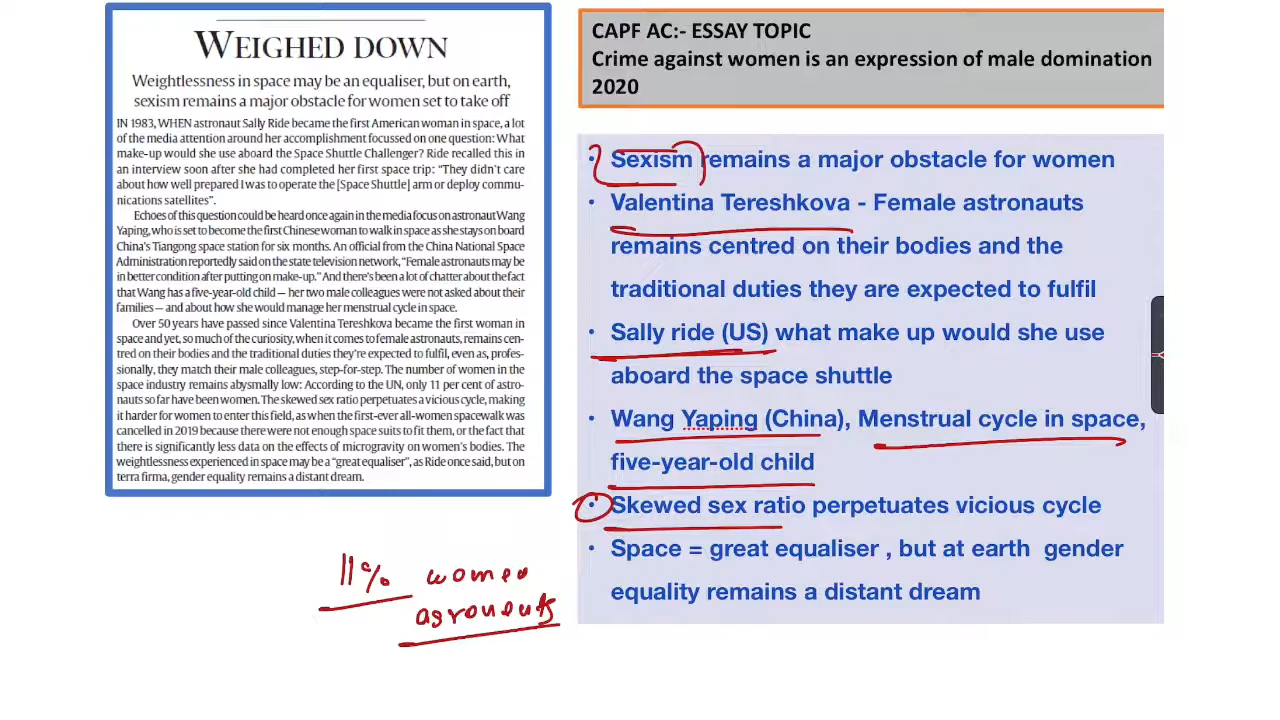 WEIGHED DOWN
Weightlessness in space may be an equaliser, but on earth,
sexism remains a major obstacle for women set to take off
IN 1983, WHEN astronaut Sally Ride became the first American woman in space, a lot
of the media attention around her accomplishment focussed on one question: What
make-up would she use aboard the Space Shuttle Challenger? Ride recalled this in
an interview soon after she had completed her first space trip: “They didn't care
about how well prepared I was to operate the [Space Shuttle] arm or deploy commu-
nications satellites”.
Echoes of this question could be heard once again in the media focus on astronaut Wang
Yaping, who is set to become the first Chinese woman to walk in space as she stays on board
China's Tiangong space station for six months. An official from the China National Space
Administration reportedly said on the state television network, “Female astronauts may be
in better condition after putting on make-up.” And there's been a lot of chatter about the fact
that Wang has a five-year-old child — her two male colleagues were not asked about their
families — and about how she would manage her menstrual cycle in space.
Over 50 years have passed since Valentina Tereshkova became the first woman in
space and yet, so much of the curiosity, when it comes to female astronauts, remains cen-
tred on their bodies and the traditional duties they're expected to fulfil, even as, profes-
sionally, they match their male colleagues, step-for-step. The number of women in the
space industry remains abysmally low: According to the UN, only 11 per cent of astro-
nauts so far have been women. The skewed sex ratio perpetuates a vicious cycle, making
it harder for women to enter this field, as when the first-ever all-women spacewalk was
cancelled in 2019 because there were not enough space suits to fit them, or the fact that
there is significantly less data on the effects of microgravity on women's bodies. The
weightlessness experienced in space may be a “great equaliser”, as Ride once said, but on
terra firma, gender equality remains a distant dream.
11% women
asroneuts
CAPF AC:- ESSAY TOPIC
Crime against women is an expression of male domination
2020
• Sexism remains a major obstacle for women
• Valentina Tereshkova - Female astronauts
remains centred on their bodies and the
traditional duties they are expected to fulfil
• Sally ride (US) what make up would she use
aboard the space shuttle
• Wang Yaping (China), Menstrual cycle in space,
five-year-old child
• Skewed sex ratio perpetuates vicious cycle
• Space = great equaliser , but at earth gender
equality remains a distant dream